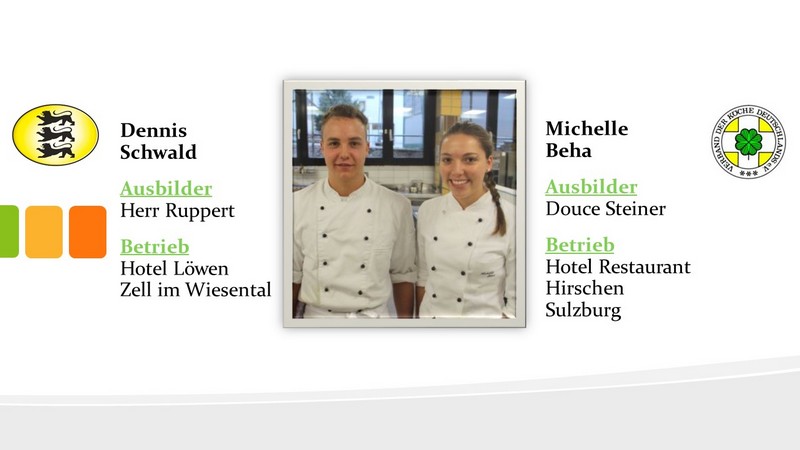 Dennis
Schwald
Ausbilder
Herr Ruppert
Betrieb
Hotel Löwen
Zell im Wiesental
Michelle
Beha
Ausbilder
Douce Steiner
Betrieb
Hotel Restaurant
Hirschen
Sulzburg
VERBAND DER KÖCHE DEUTSCHLANDS e.V.